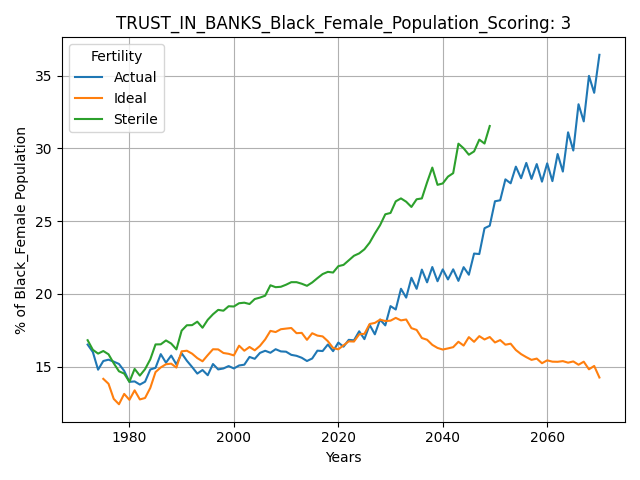 TRUST_IN_BANKS_Black_Female_Population_Scoring: 3
Fertility
Actual
Ideal
Sterile
% of Black_Female Population
35
30
25
20
15
1980
2000
2020
2040
2060
Years